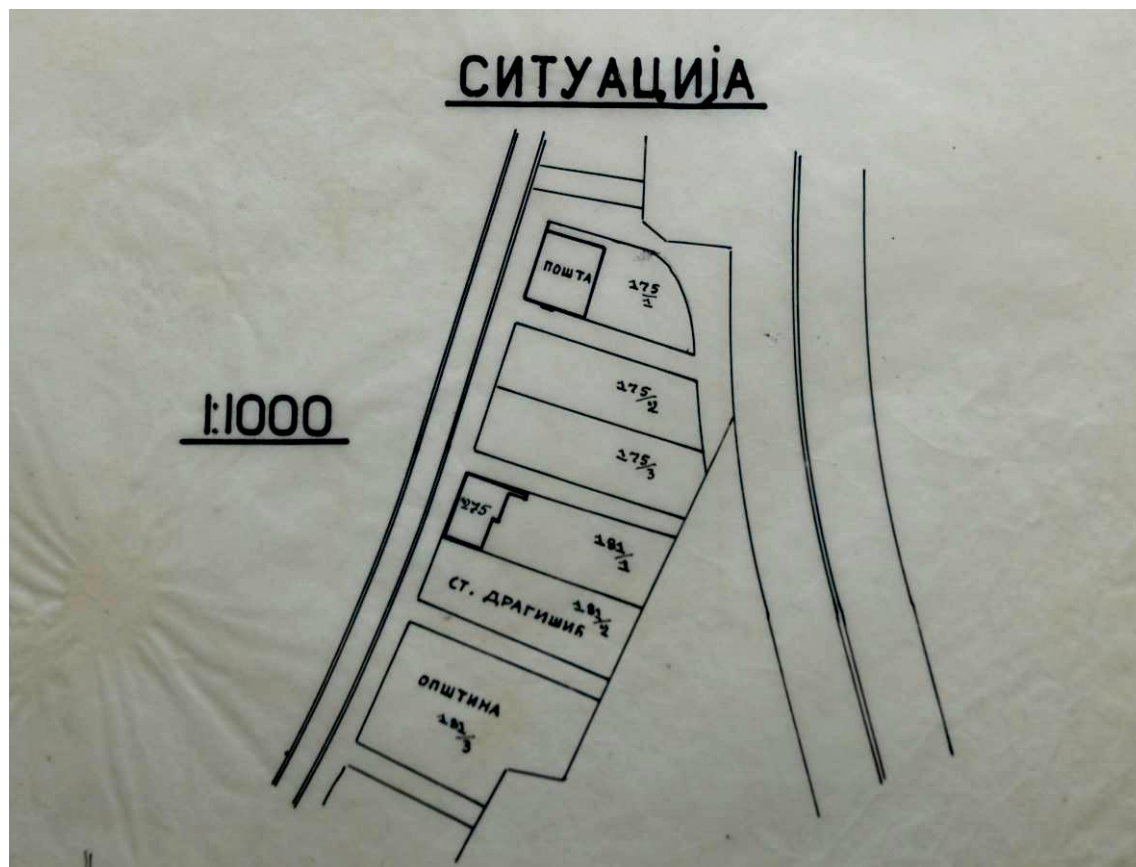 СИТУАЦИЈА
ПОШТА
175/1
175/2
1:1000
175/3
275
181/1
СТ. ДРАГИШИЋ
181/2
ОПШТИНА
181/3